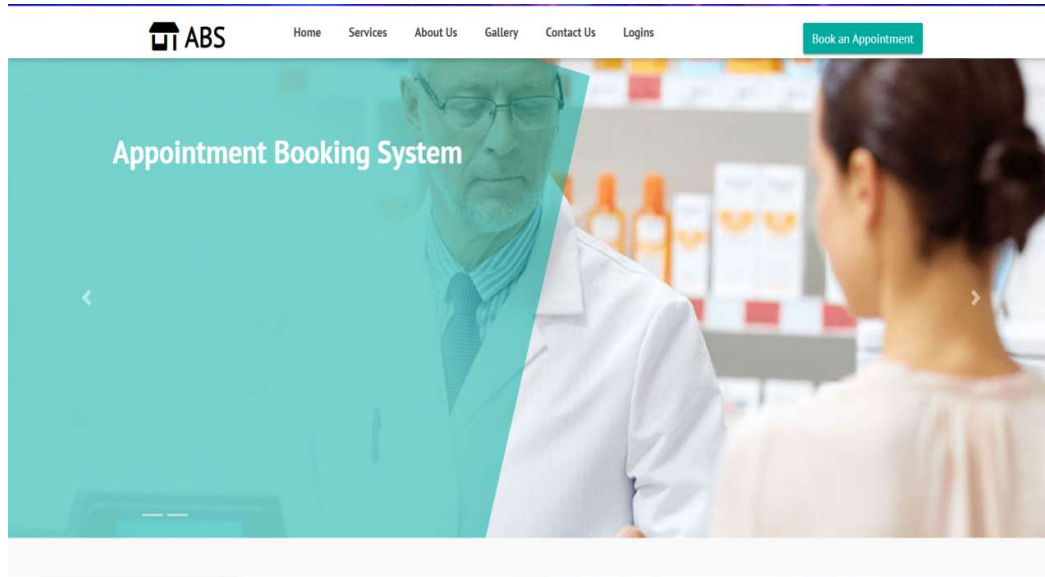 ABS
Home Services About Us Gallery Contact Us Logins
Book an Appointment
Appointment Booking System